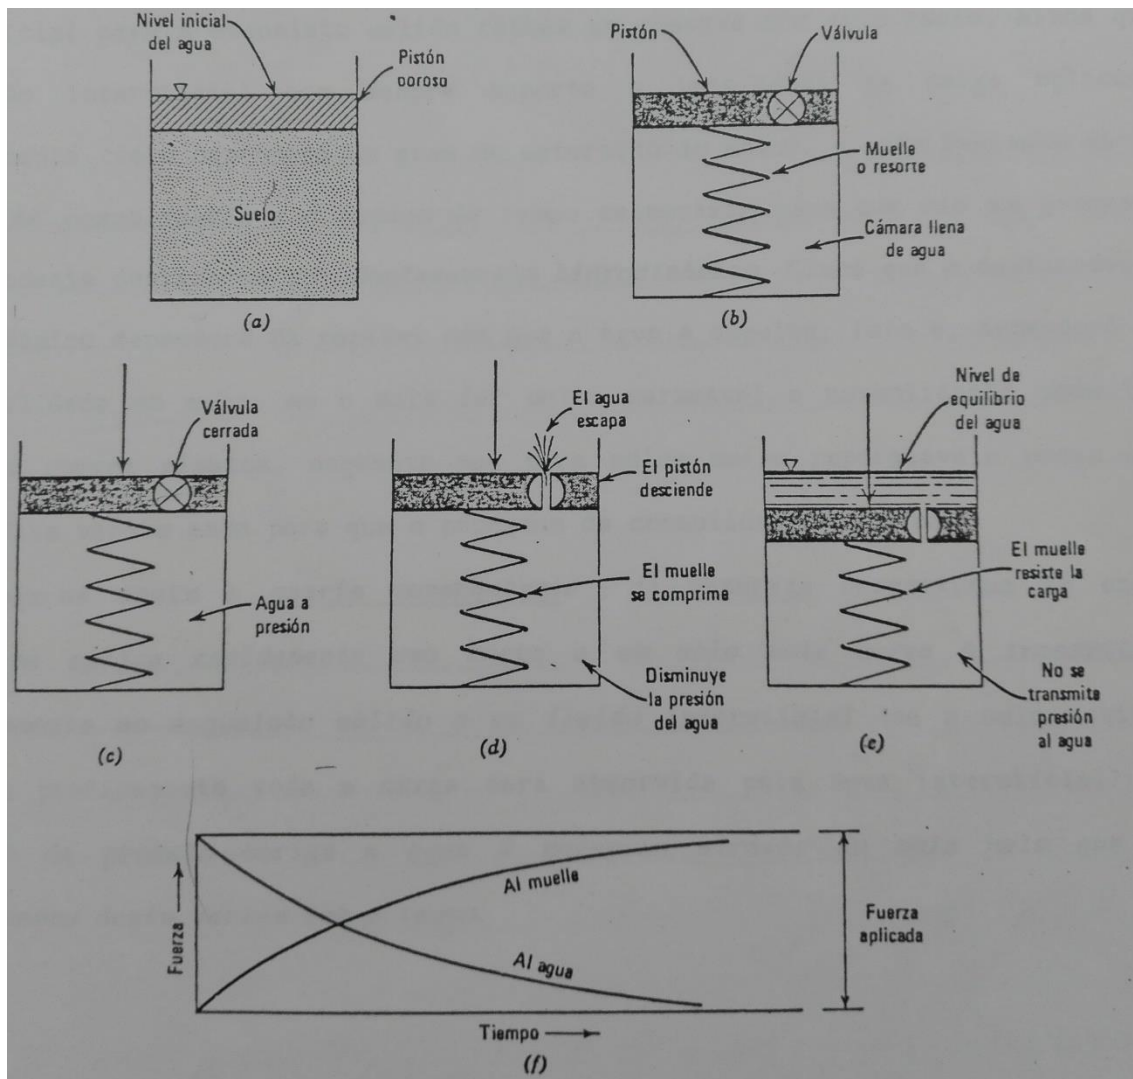 Nivel inicial
del agua
Pistón
poroso
Suelo
(a)
Pistón
Válvula
Muelle
o resorte
Cámara llena
de agua
(b)
Válvula
cerrada
Agua a
presión
(c)
El agua
escapa
El pistón
desciende
El muelle
se comprime
Disminuye
la presión
del agua
(d)
Nivel de
equilibrio
del agua
El muelle
resiste la
carga
No se
transmite
presión
al agua
(e)
Fuerza
Al muelle
Al agua
Fuerza
aplicada
Tiempo
(f)